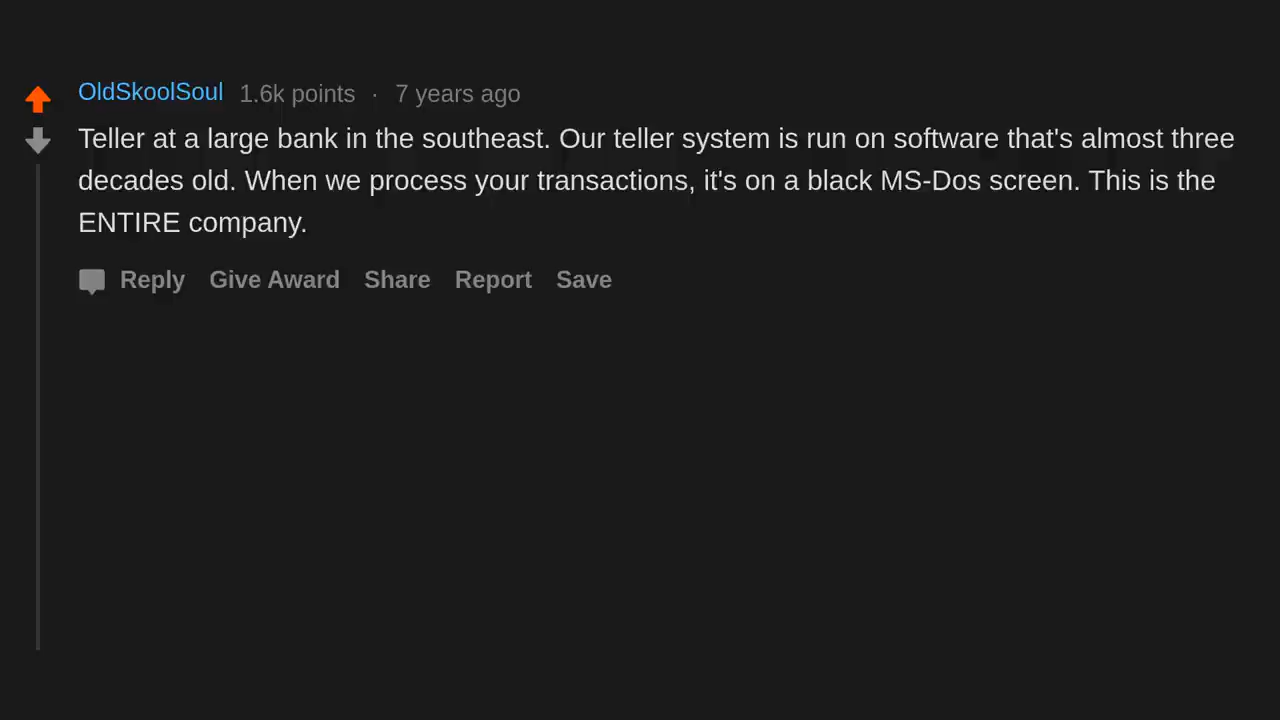 OldSkoolSoul 1.6k points · 7 years ago
Teller at a large bank in the southeast. Our teller system is run on software that's almost three
decades old. When we process your transactions, it's on a black MS-Dos screen. This is the
ENTIRE company.
Reply Give Award Share Report Save